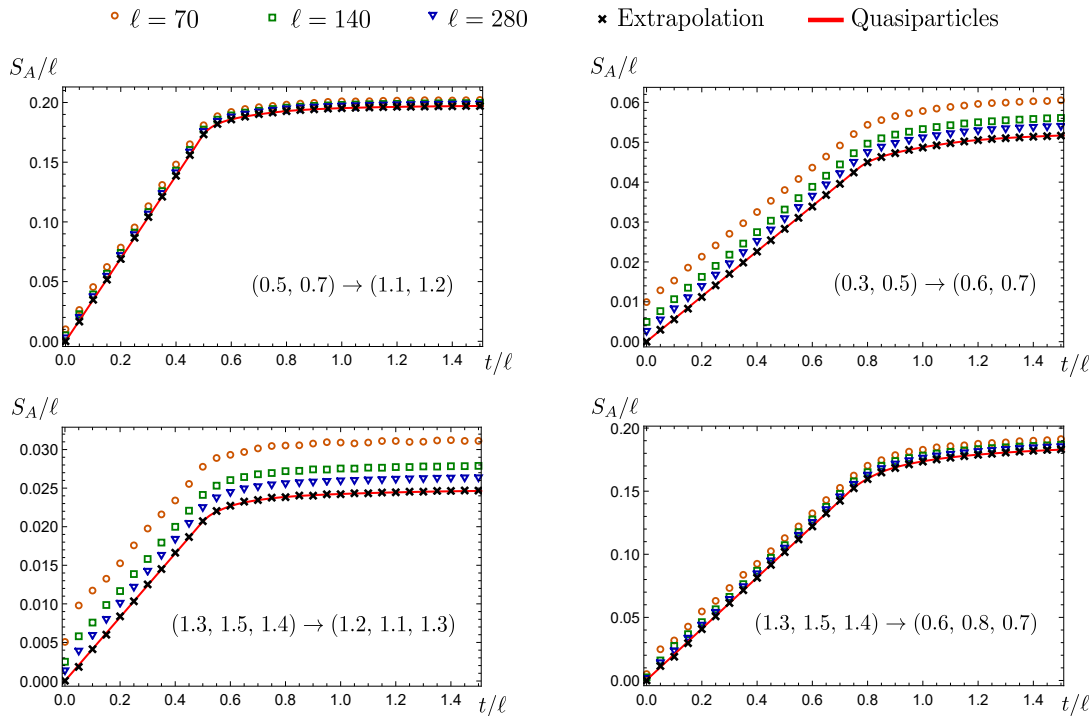 ℓ = 70 ℓ = 140 ℓ = 280 Extrapolation Quasiparticles
S_A/ℓ
0.20
0.15
0.10
0.05
0.00
(0.5, 0.7) → (1.1, 1.2)
0.0 0.2 0.4 0.6 0.8 1.0 1.2 1.4
t/ℓ
S_A/ℓ
0.06
0.05
0.04
0.03
0.02
0.01
0.00
(0.3, 0.5) → (0.6, 0.7)
0.0 0.2 0.4 0.6 0.8 1.0 1.2 1.4
t/ℓ
S_A/ℓ
0.030
0.025
0.020
0.015
0.010
0.005
0.000
(1.3, 1.5, 1.4) → (1.2, 1.1, 1.3)
0.0 0.2 0.4 0.6 0.8 1.0 1.2 1.4
t/ℓ
S_A/ℓ
0.20
0.15
0.10
0.05
0.00
(1.3, 1.5, 1.4) → (0.6, 0.8, 0.7)
0.0 0.2 0.4 0.6 0.8 1.0 1.2 1.4
t/ℓ